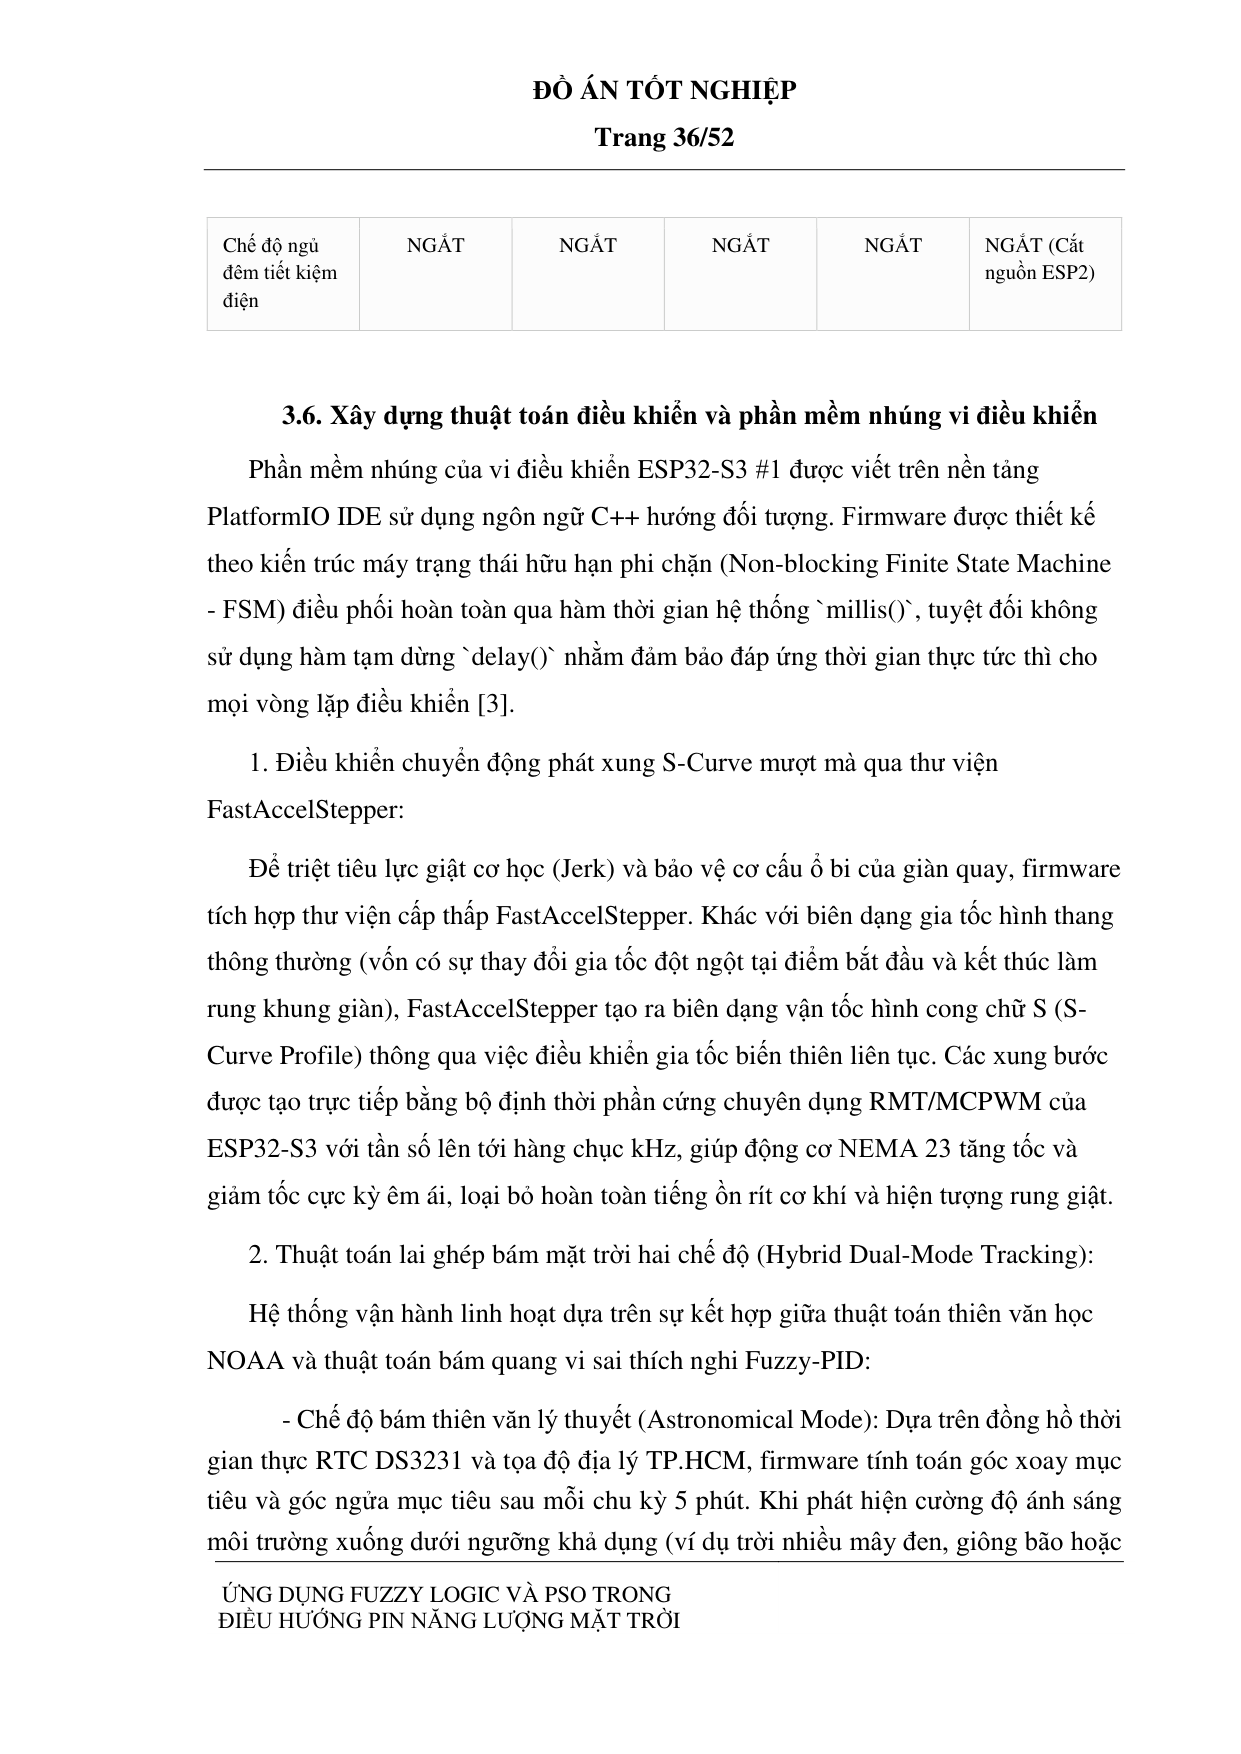 ĐỒ ÁN TỐT NGHIỆP
Trang 36/52
Chế độ ngủ đêm tiết kiệm điện
NGẮT
NGẮT
NGẮT
NGẮT
NGẮT (Cắt nguồn ESP2)
3.6. Xây dựng thuật toán điều khiển và phần mềm nhúng vi điều khiển
Phần mềm nhúng của vi điều khiển ESP32-S3 #1 được viết trên nền tảng
PlatformIO IDE sử dụng ngôn ngữ C++ hướng đối tượng. Firmware được thiết kế
theo kiến trúc máy trạng thái hữu hạn phi chặn (Non-blocking Finite State Machine
- FSM) điều phối hoàn toàn qua hàm thời gian hệ thống `millis()`, tuyệt đối không
sử dụng hàm tạm dừng `delay()` nhằm đảm bảo đáp ứng thời gian thực tức thì cho
mọi vòng lặp điều khiển [3].
1. Điều khiển chuyển động phát xung S-Curve mượt mà qua thư viện
FastAccelStepper:
Để triệt tiêu lực giật cơ học (Jerk) và bảo vệ cơ cấu ổ bi của giàn quay, firmware
tích hợp thư viện cấp thấp FastAccelStepper. Khác với biên dạng gia tốc hình thang
thông thường (vốn có sự thay đổi gia tốc đột ngột tại điểm bắt đầu và kết thúc làm
rung khung giàn), FastAccelStepper tạo ra biên dạng vận tốc hình cong chữ S (S-
Curve Profile) thông qua việc điều khiển gia tốc biến thiên liên tục. Các xung bước
được tạo trực tiếp bằng bộ định thời phần cứng chuyên dụng RMT/MCPWM của
ESP32-S3 với tần số lên tới hàng chục kHz, giúp động cơ NEMA 23 tăng tốc và
giảm tốc cực kỳ êm ái, loại bỏ hoàn toàn tiếng ồn rít cơ khí và hiện tượng rung giật.
2. Thuật toán lai ghép bám mặt trời hai chế độ (Hybrid Dual-Mode Tracking):
Hệ thống vận hành linh hoạt dựa trên sự kết hợp giữa thuật toán thiên văn học
NOAA và thuật toán bám quang vi sai thích nghi Fuzzy-PID:
- Chế độ bám thiên văn lý thuyết (Astronomical Mode): Dựa trên đồng hồ thời
gian thực RTC DS3231 và tọa độ địa lý TP.HCM, firmware tính toán góc xoay mục
tiêu và góc ngửa mục tiêu sau mỗi chu kỳ 5 phút. Khi phát hiện cường độ ánh sáng
môi trường xuống dưới ngưỡng khả dụng (ví dụ trời nhiều mây đen, giông bão hoặc
ỨNG DỤNG FUZZY LOGIC VÀ PSO TRONG
ĐIỀU HƯỚNG PIN NĂNG LƯỢNG MẶT TRỜI